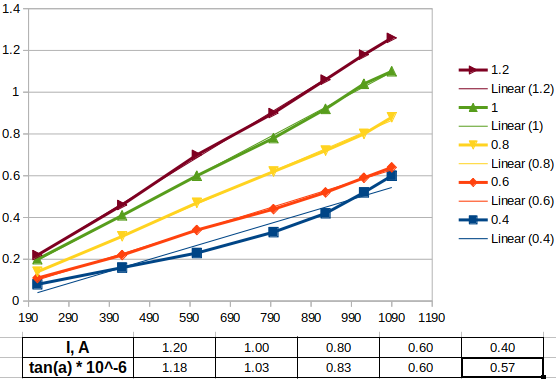 1.4
1.2
1
0.8
0.6
0.4
0.2
0
190 290 390 490 590 690 790 890 990 1090 1190
1.2
Linear (1.2)
1
Linear (1)
0.8
Linear (0.8)
0.6
Linear (0.6)
0.4
Linear (0.4)
I, A 1.20 1.00 0.80 0.60 0.40
tan(a) * 10^-6 1.18 1.03 0.83 0.60 0.57